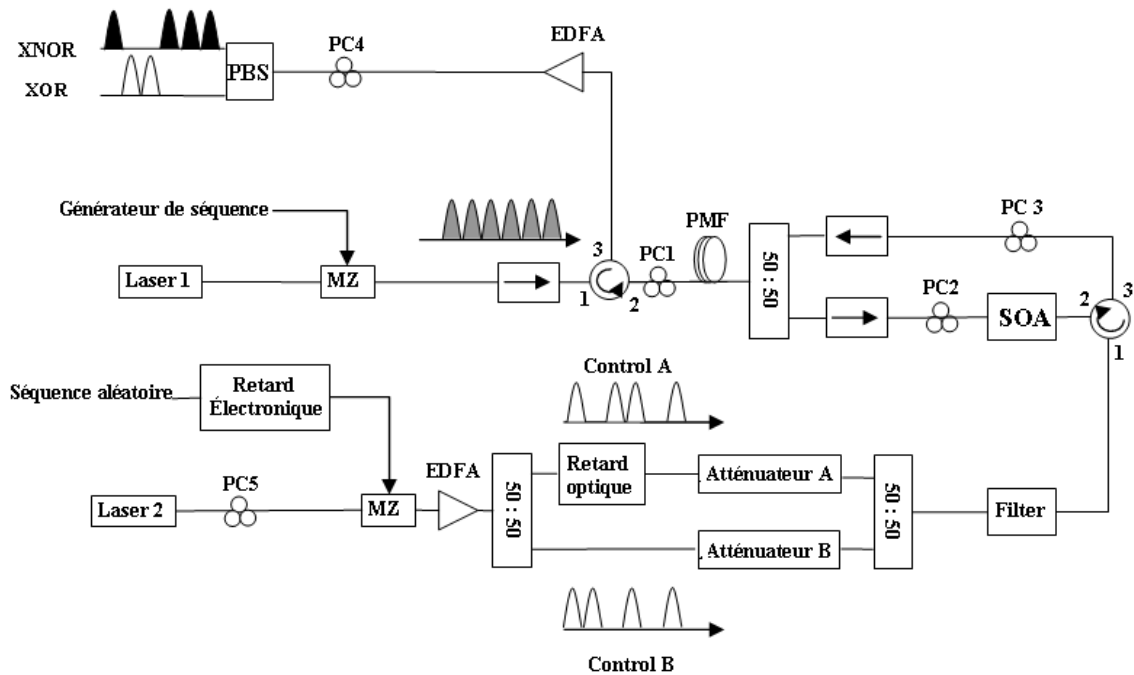 EDFA
PC4
XNOR
PBS
XOR
Générateur de séquence
PMF
PC 3
3
PC1
50 : 50
Laser 1
MZ
1
2
PC2
SOA
2
3
1
Control A
Séquence aléatoire
Retard
Électronique
EDFA
Retard
optique
Atténuateur A
PC5
50 : 50
50 : 50
Laser 2
MZ
Filter
Atténuateur B
Control B